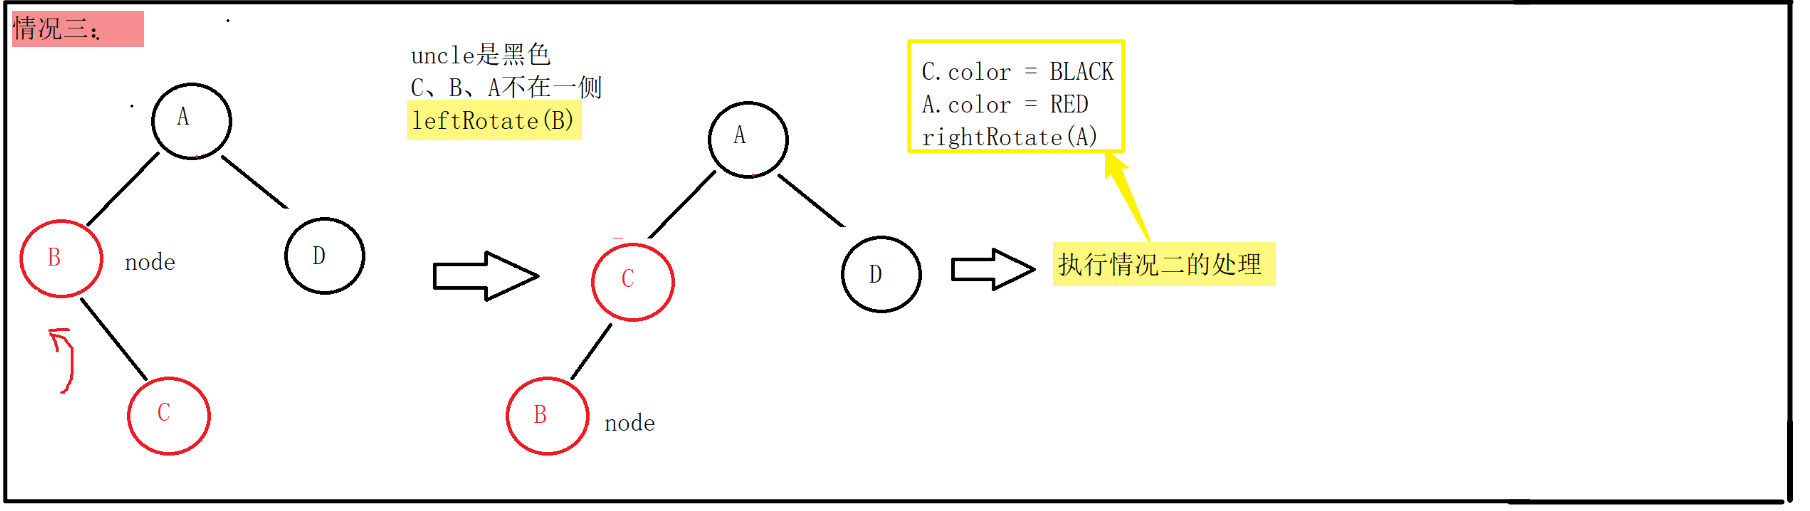 情况三：
uncle是黑色
C、B、A不在一侧
leftRotate(B)
C.color = BLACK
A.color = RED
rightRotate(A)
A
B
node
D
C
A
C
D
B
node
执行情况二的处理